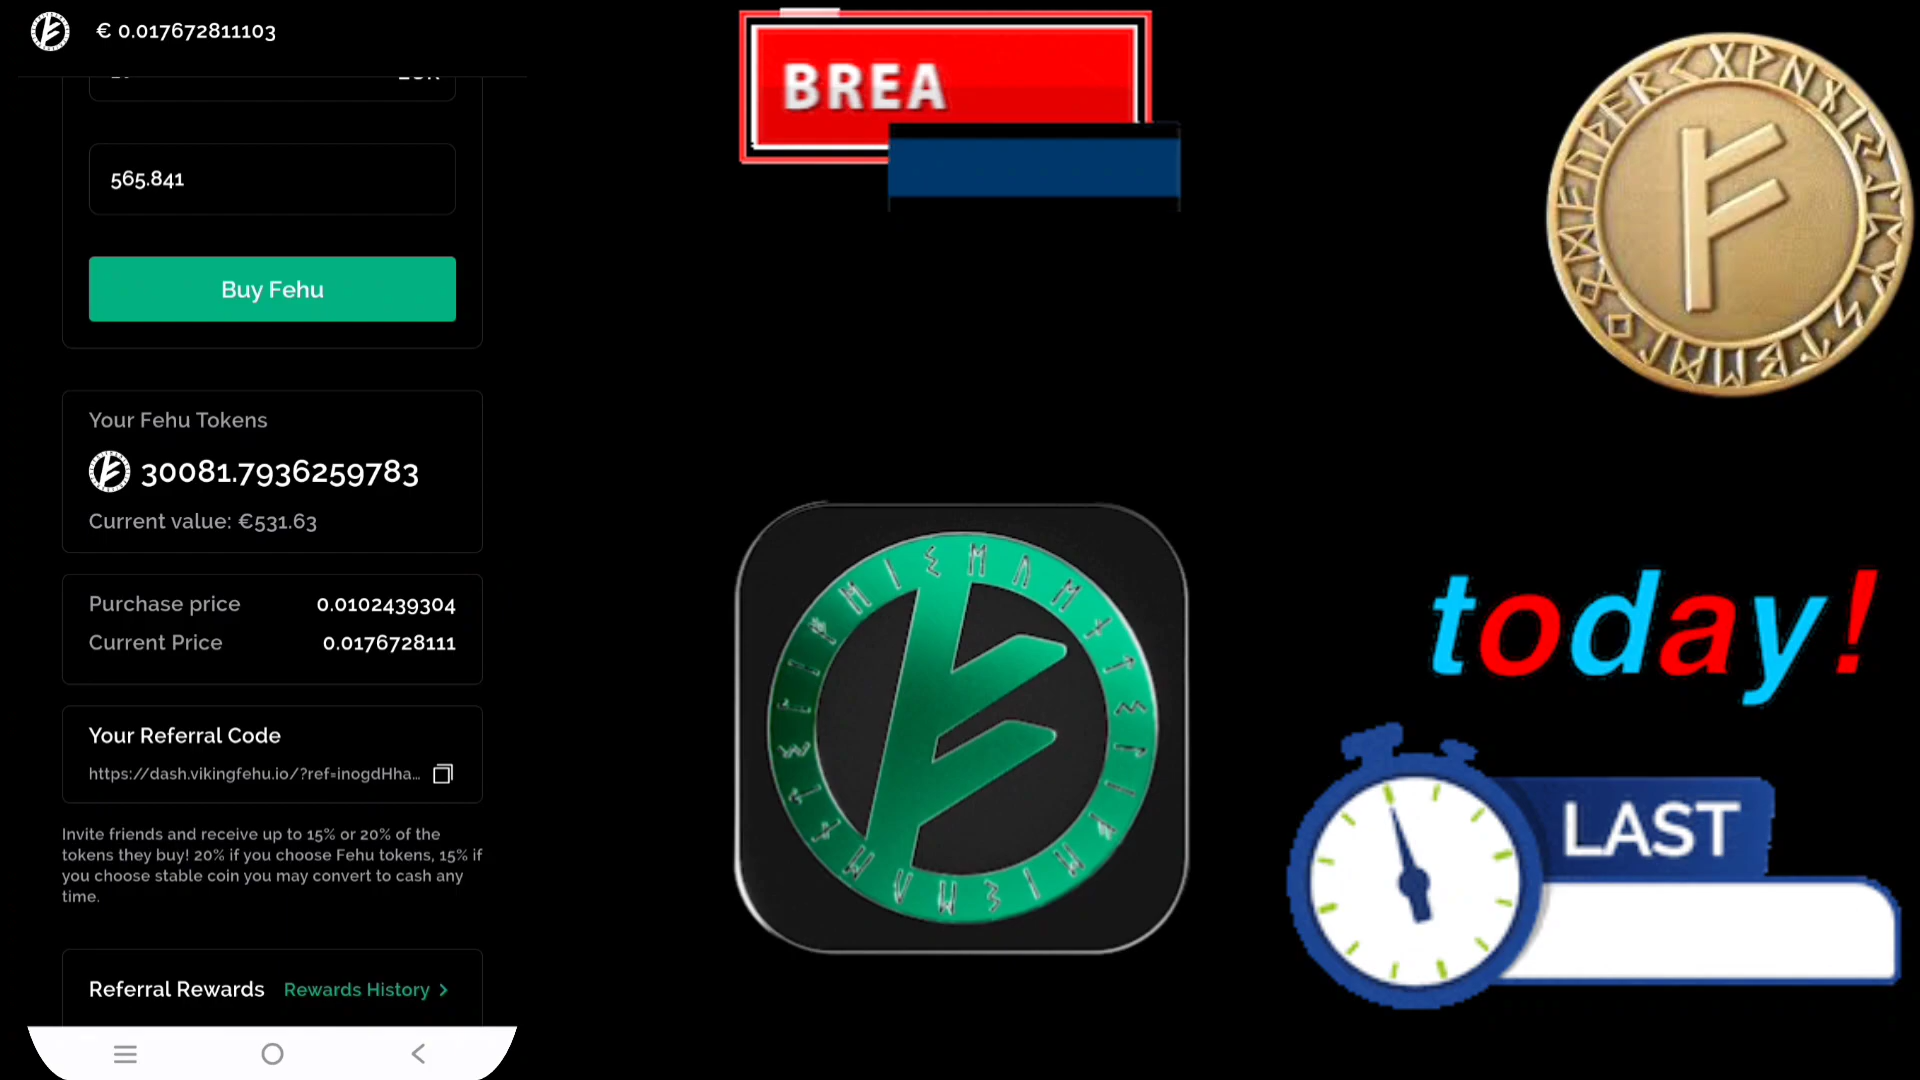 € 0.017672811103
565.841
Buy Fehu
Your Fehu Tokens
30081.7936259783
Current value: €531.63
Purchase price 0.0102439304
Current Price 0.0176728111
Your Referral Code
https://dash.vikingfehu.io/?ref=inogdHha...
Invite friends and receive up to 15% or 20% of the
tokens they buy! 20% if you choose Fehu tokens, 15% if
you choose stable coin you may convert to cash any
time.
Referral Rewards Rewards History >
BREA
today!
LAST